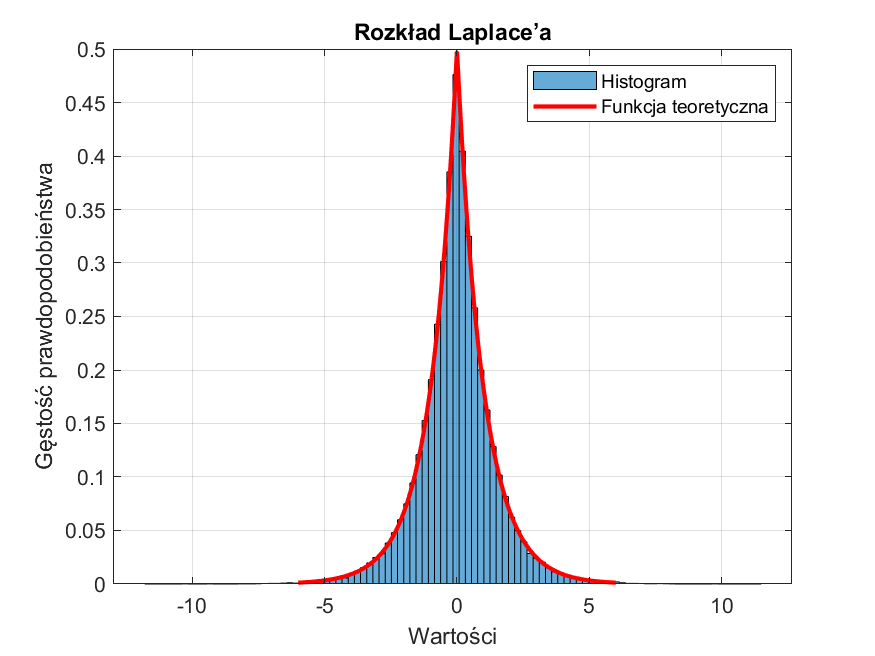 Rozkład Laplace’a
Histogram
Funkcja teoretyczna
Gęstość prawdopodobieństwa
0.5
0.45
0.4
0.35
0.3
0.25
0.2
0.15
0.1
0.05
0
-10 -5 0 5 10
Wartości